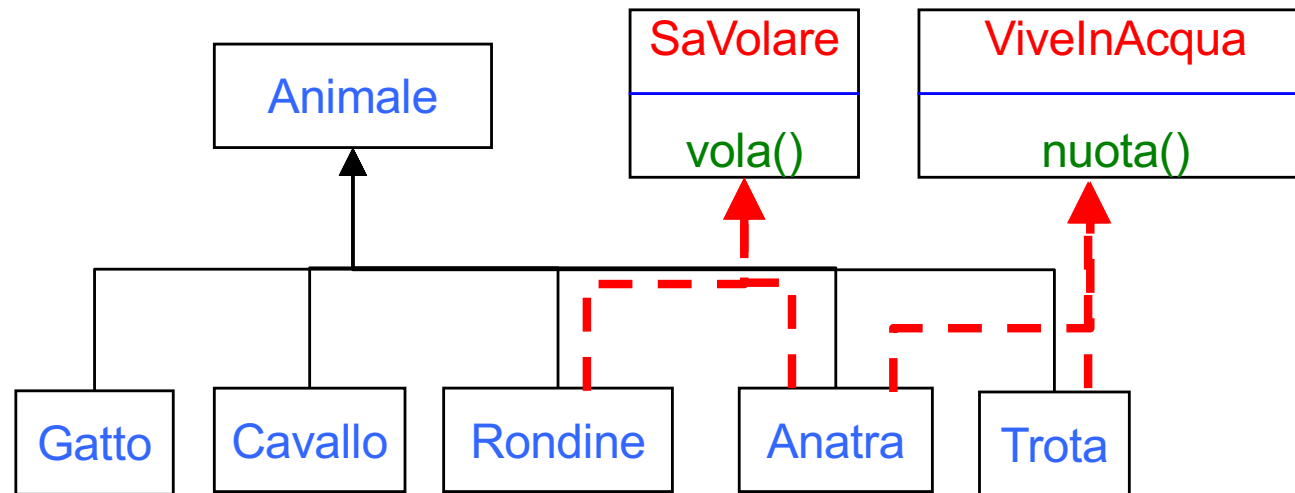 SaVolare
ViveInAcqua
Animale
vola()
nuota()
Gatto
Cavallo
Rondine
Anatra
Trota